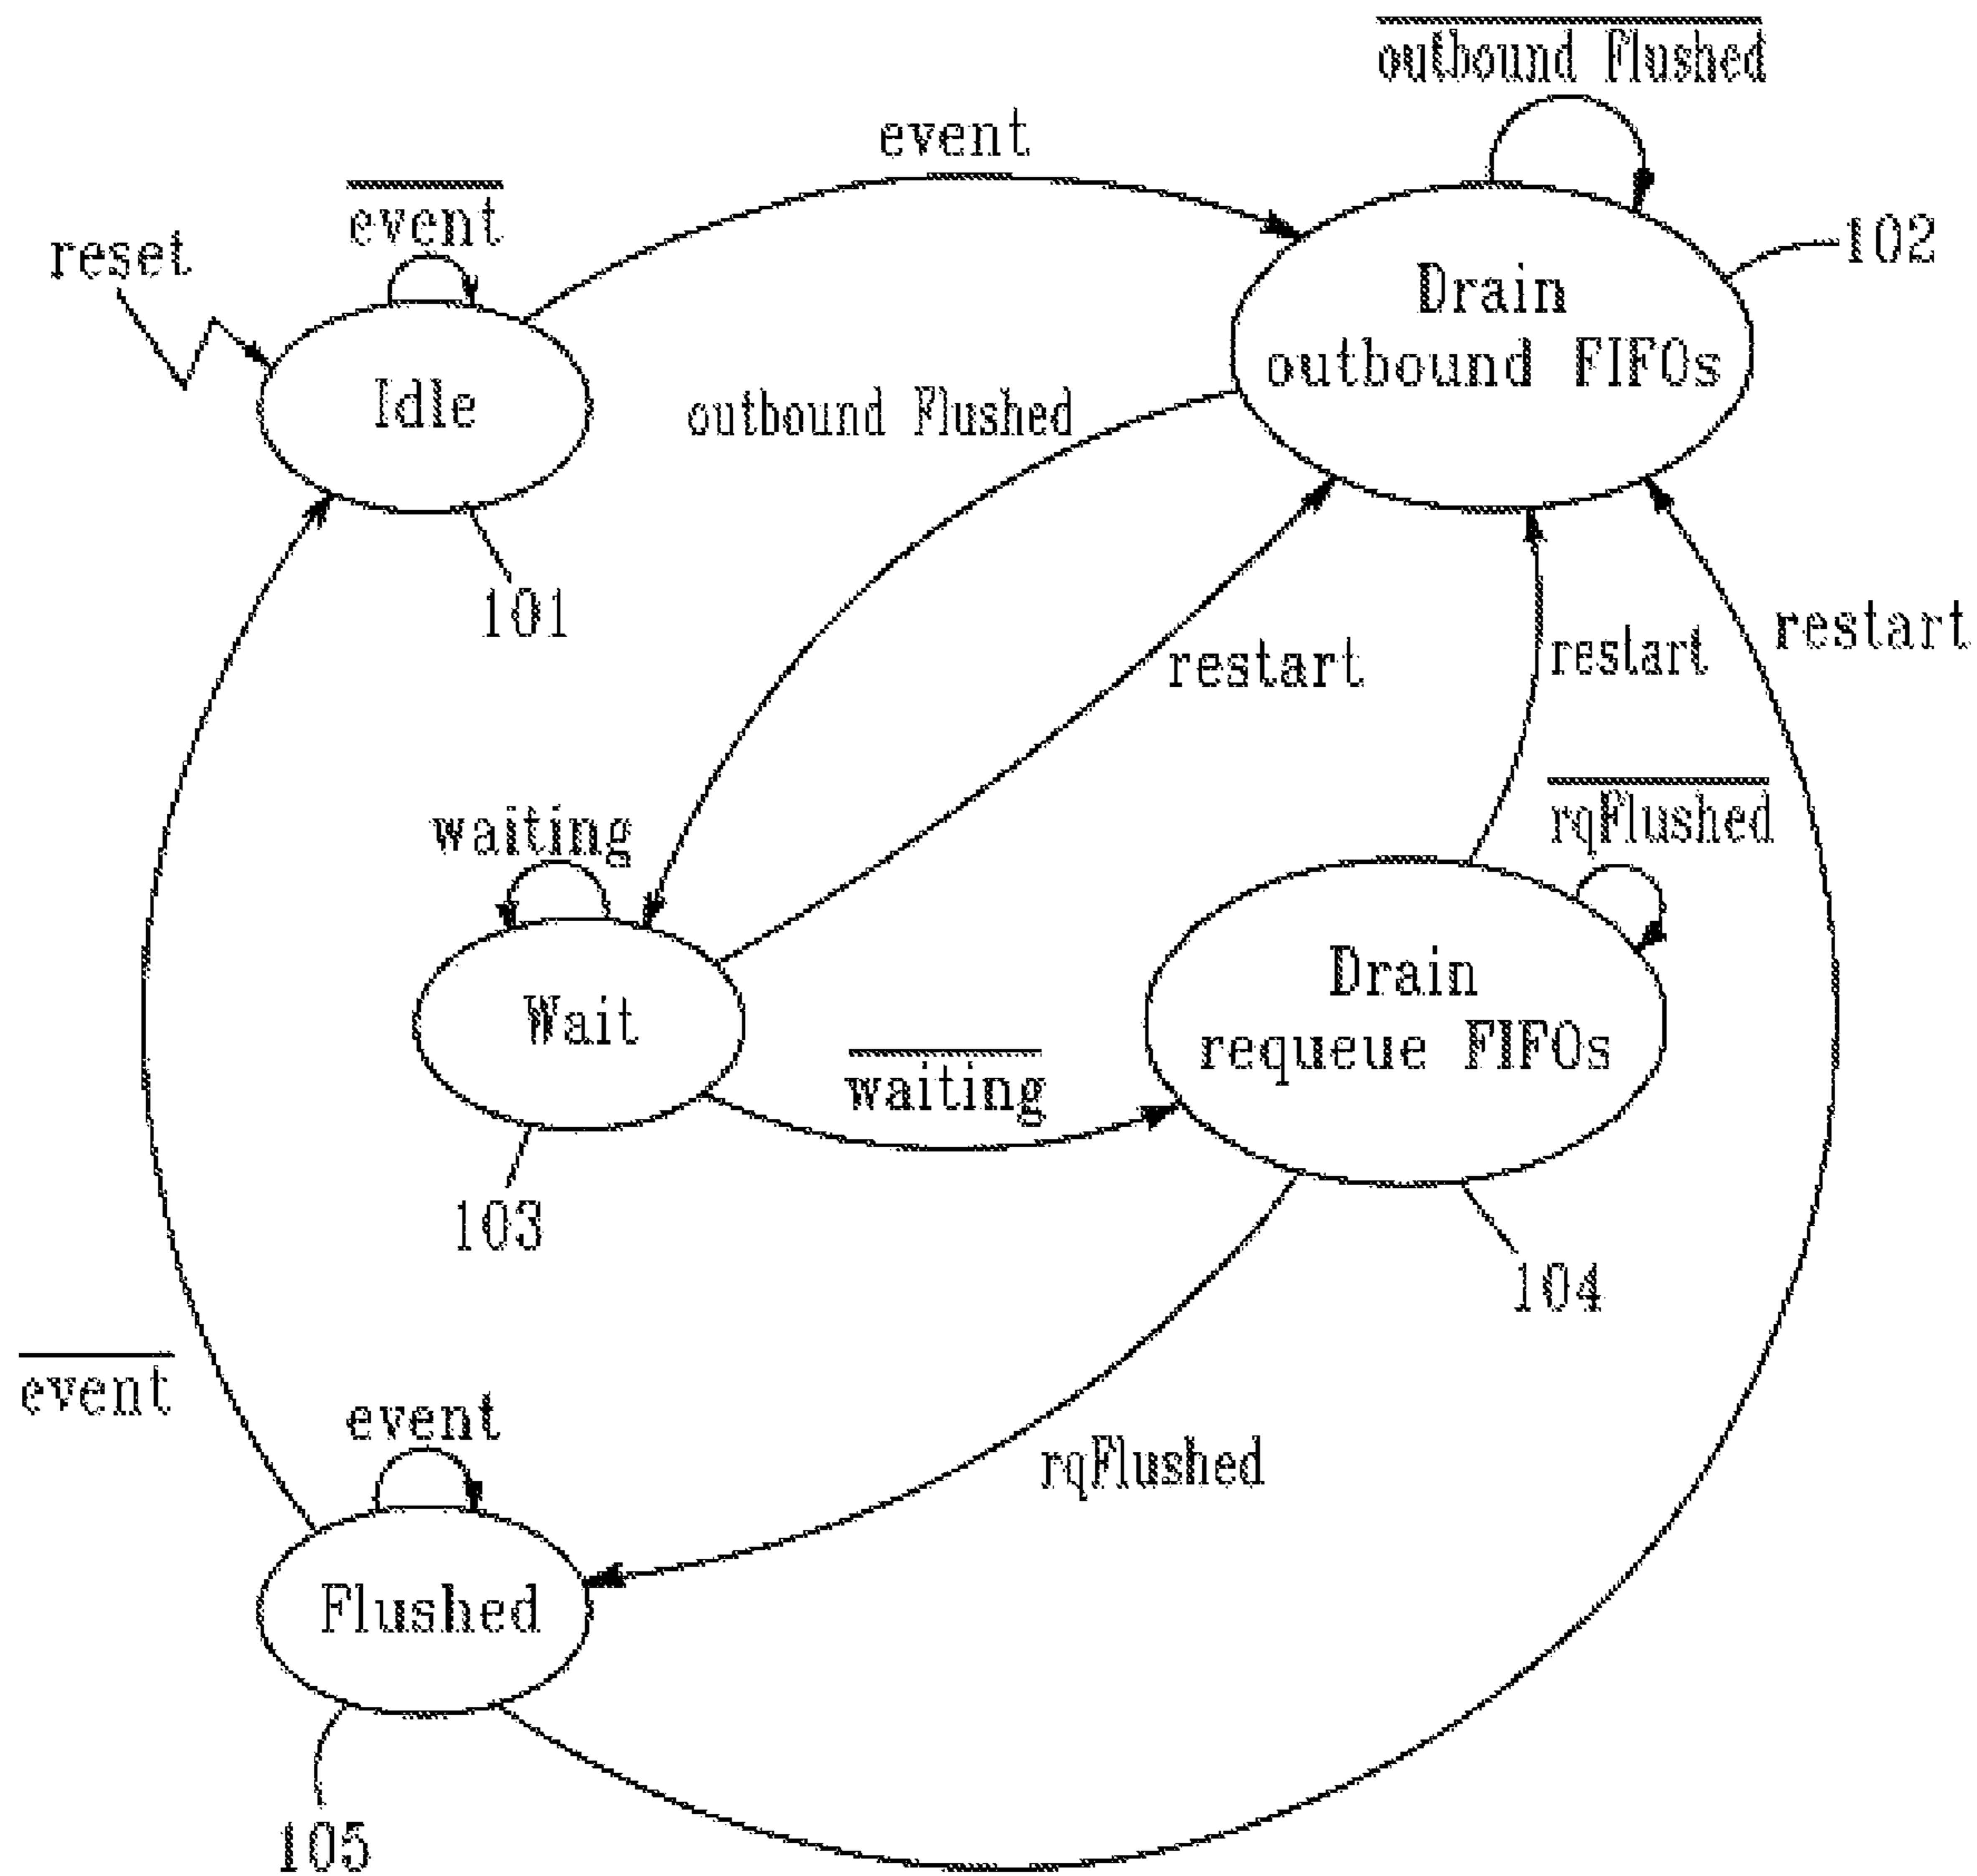 outbound Flushed
event
event
reset
102
Drain
outbound FIFOs
Idle
outbound Flushed
101
restart
restart
restart
waiting
rqFlushed
Wait
Drain
requeue FIFOs
waiting
103
104
event
event
rqFlushed
Flushed
105